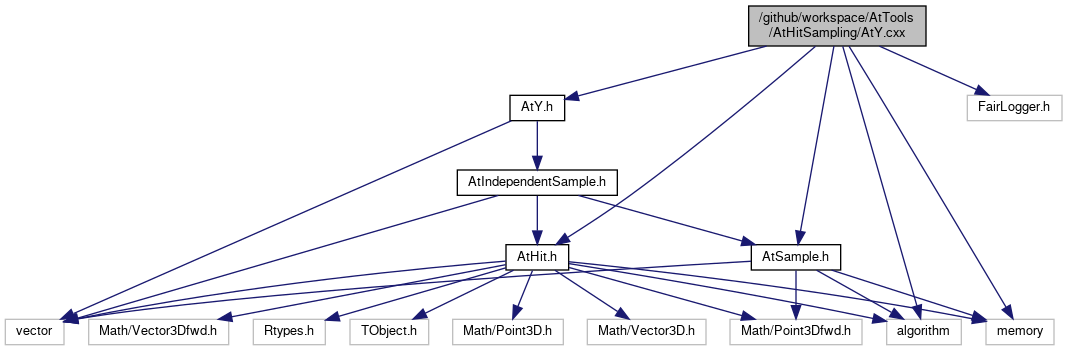 /github/workspace/AtTools
/AtHitSampling/AtY.cxx
AtY.h
FairLogger.h
AtIndependentSample.h
AtHit.h
AtSample.h
vector
Math/Vector3Dfwd.h
Rtypes.h
TObject.h
Math/Point3D.h
Math/Vector3D.h
Math/Point3Dfwd.h
algorithm
memory